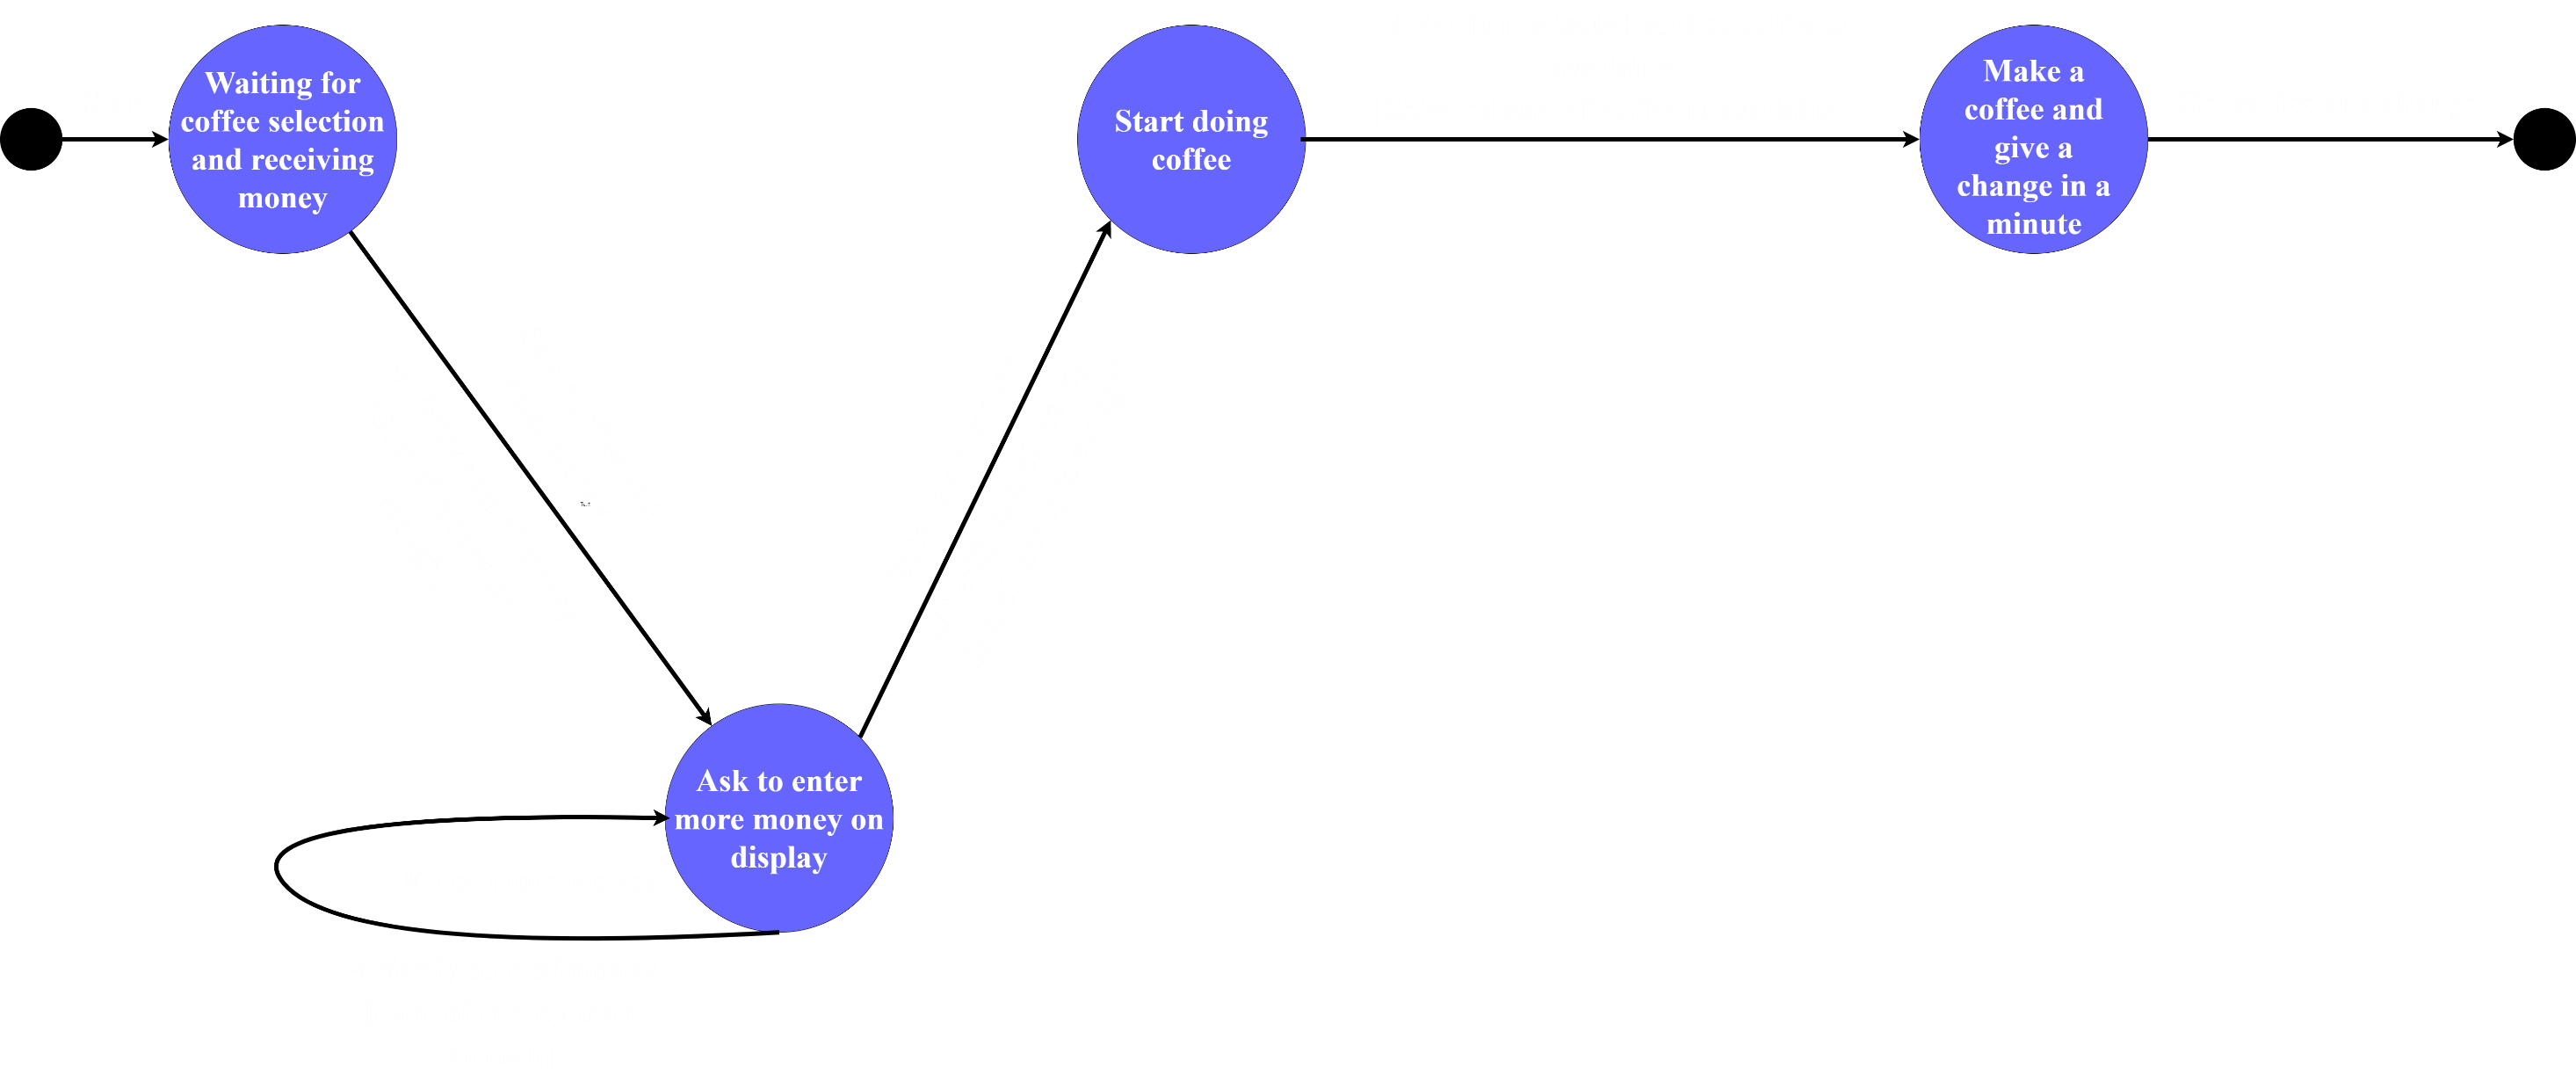 Waiting for
coffee selection
and receiving
money
Start doing
coffee
Make a
coffee and
give a
change in a
minute
Ask to enter
more money on
display